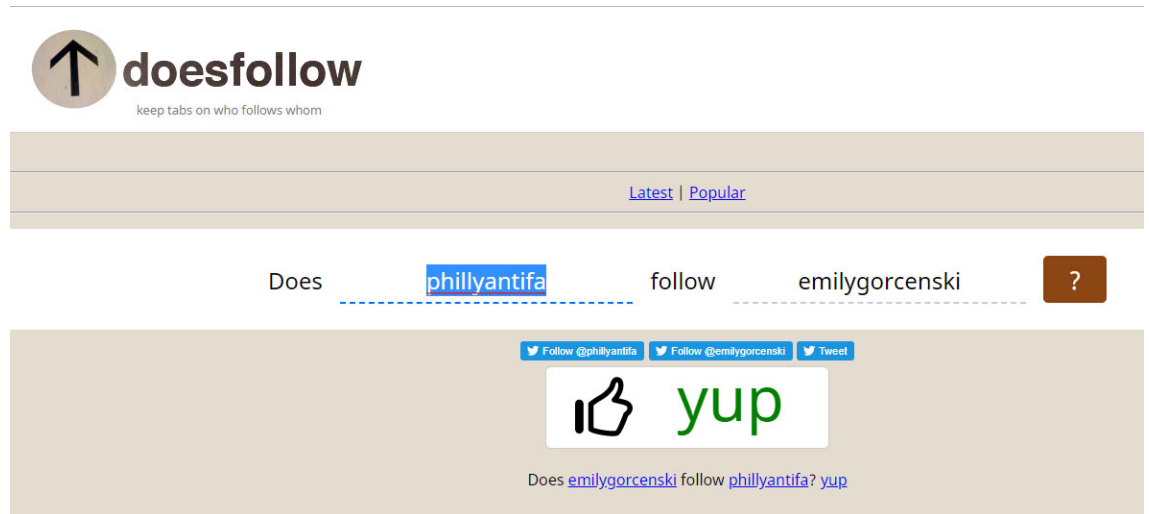 doesfollow
keep tabs on who follows whom
Latest | Popular
Does phillyantifa follow emilygorcenski ?
Follow @phillyantifa Follow @emilygorcenski Tweet
yup
Does emilygorcenski follow phillyantifa? yup